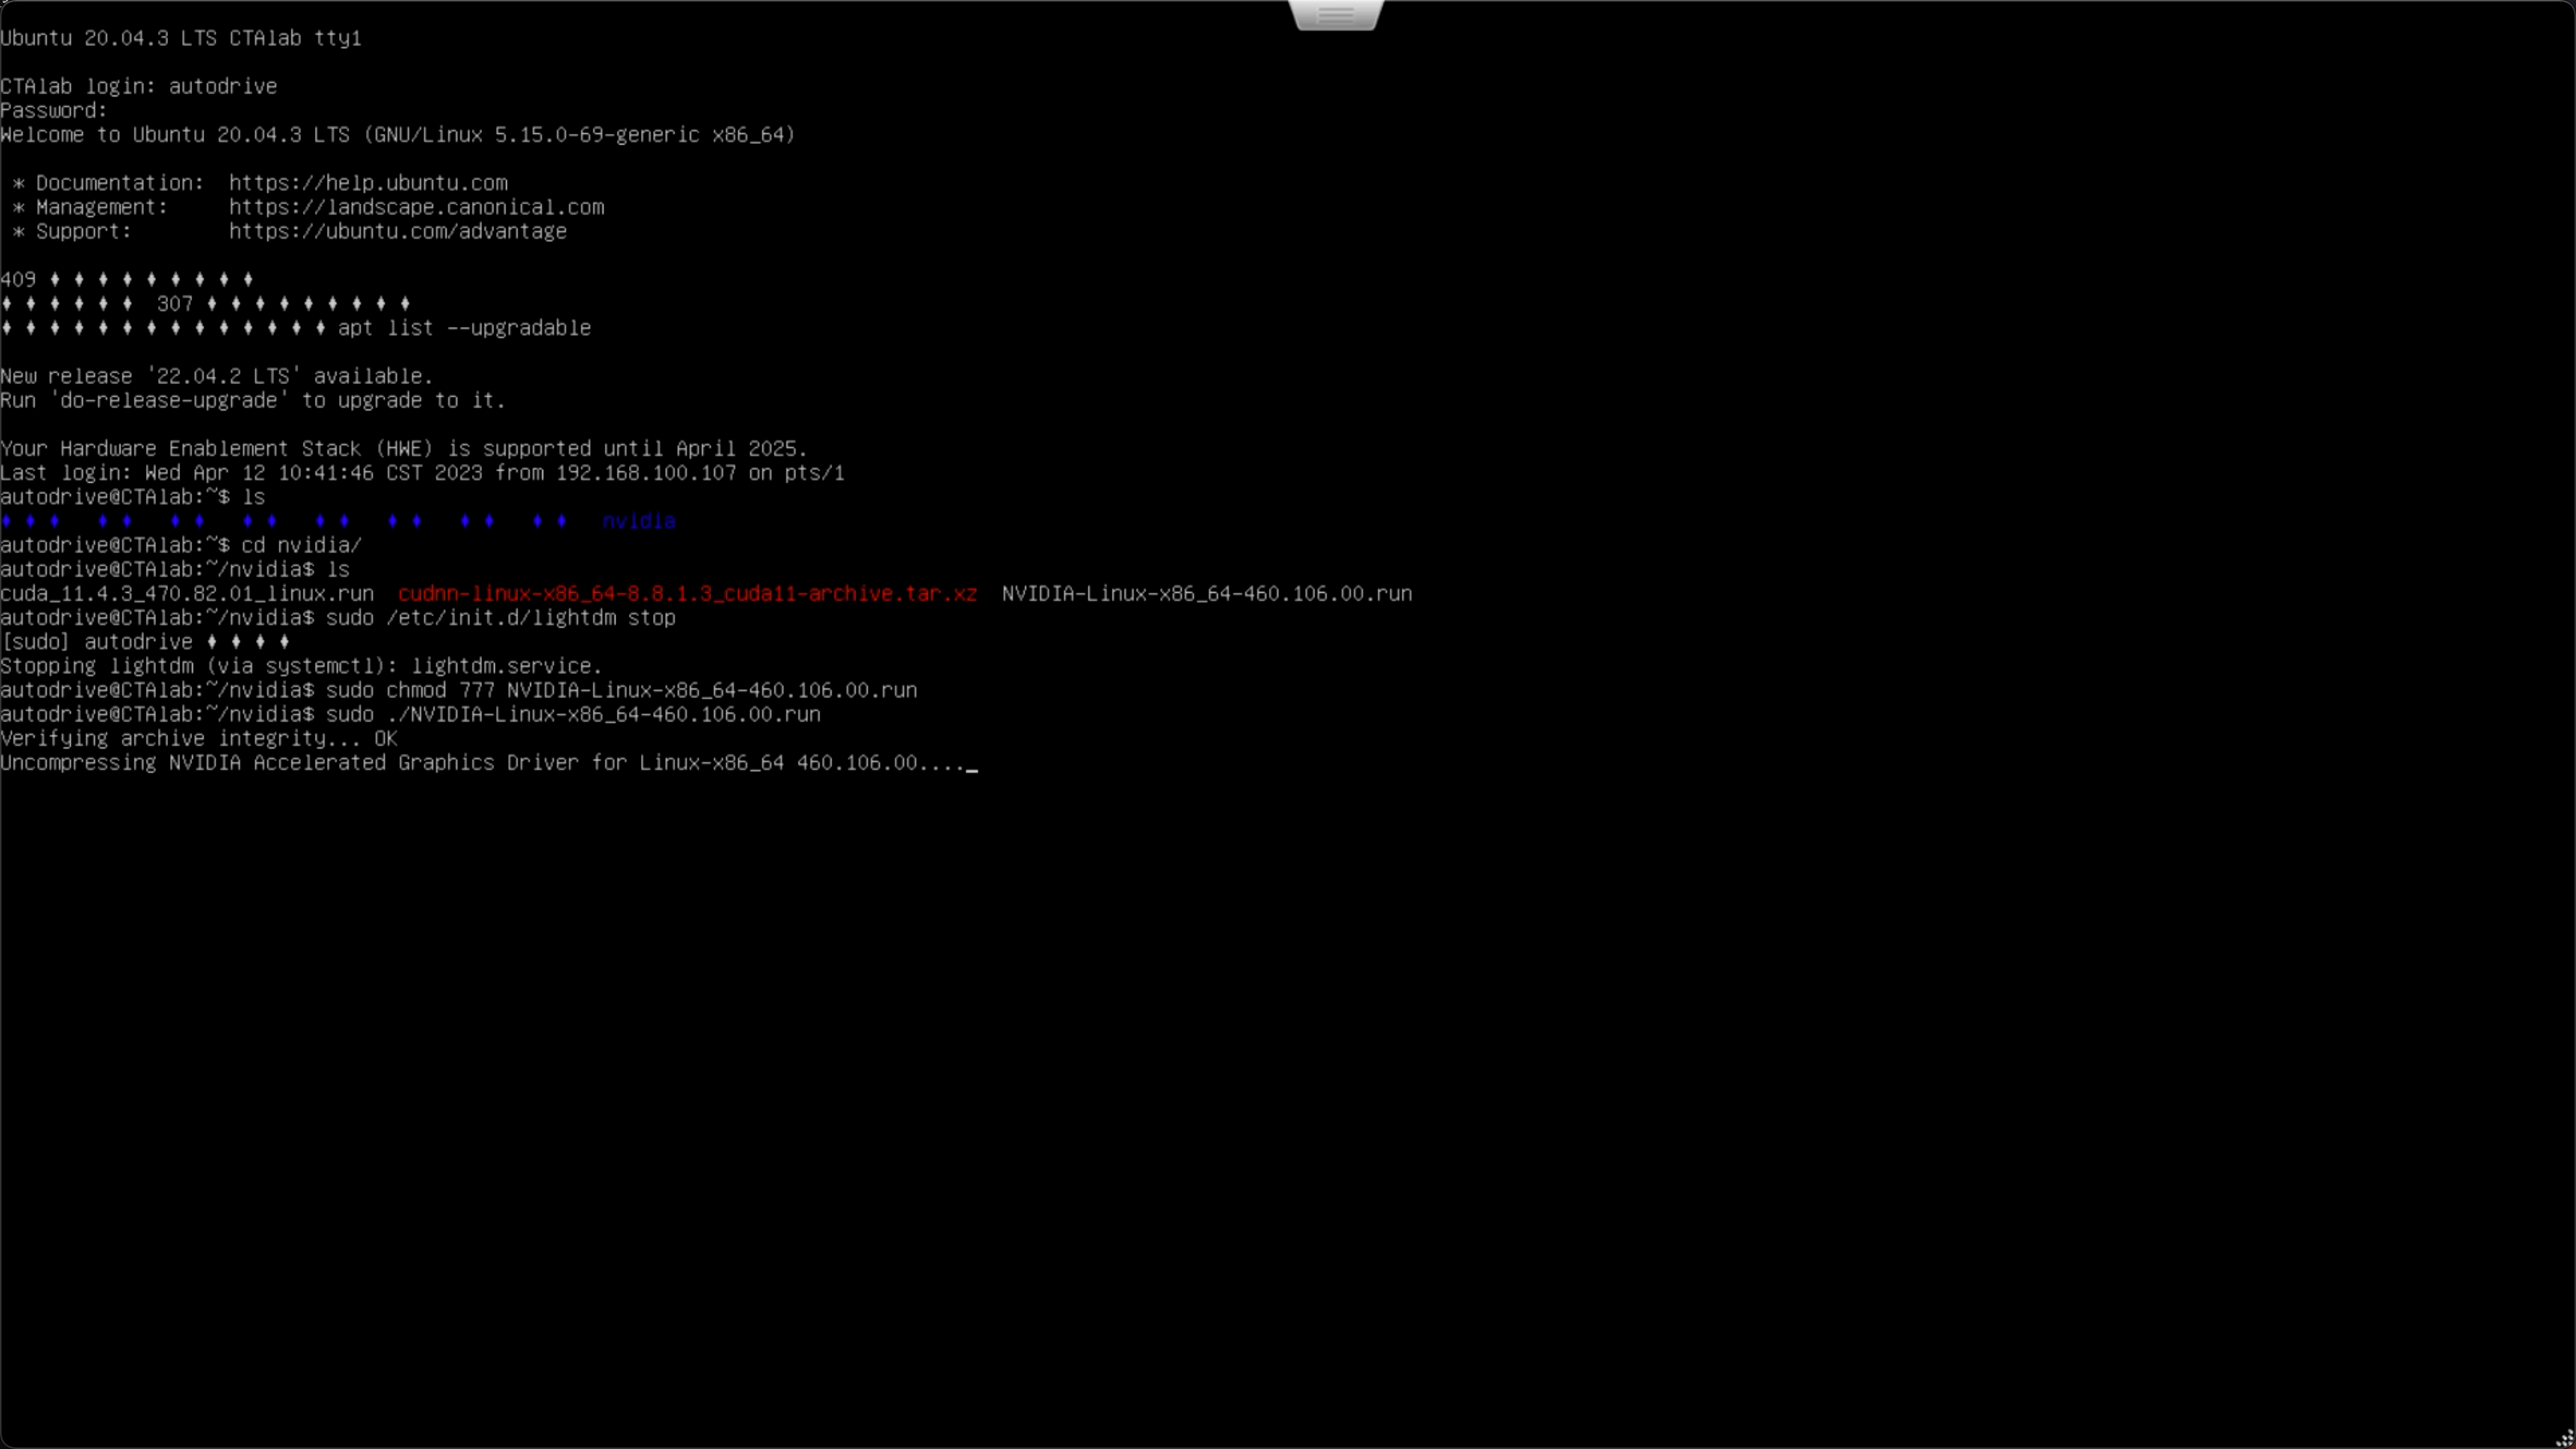 Ubuntu 20.04.3 LTS CTAlab tty1
CTAlab login: autodrive
Password:
Welcome to Ubuntu 20.04.3 LTS (GNU/Linux 5.15.0-69-generic x86_64)
* Documentation:  https://help.ubuntu.com
* Management:     https://landscape.canonical.com
* Support:        https://ubuntu.com/advantage
409 ♦ ♦ ♦ ♦ ♦ ♦ ♦ ♦ ♦
♦ ♦ ♦ ♦ ♦ ♦  307 ♦ ♦ ♦ ♦ ♦ ♦ ♦ ♦ ♦
♦ ♦ ♦ ♦ ♦ ♦ ♦ ♦ ♦ ♦ ♦ ♦ ♦ ♦ apt list --upgradable
New release '22.04.2 LTS' available.
Run 'do-release-upgrade' to upgrade to it.
Your Hardware Enablement Stack (HWE) is supported until April 2025.
Last login: Wed Apr 12 10:41:46 CST 2023 from 192.168.100.107 on pts/1
autodrive@CTAlab:~$ ls
♦ ♦ ♦   ♦ ♦   ♦ ♦   ♦ ♦   ♦ ♦   ♦ ♦   ♦ ♦   ♦ ♦   nvidia
autodrive@CTAlab:~$ cd nvidia/
autodrive@CTAlab:~/nvidia$ ls
cuda_11.4.3_470.82.01_linux.run  cudnn-linux-x86_64-8.8.1.3_cuda11-archive.tar.xz  NVIDIA-Linux-x86_64-460.106.00.run
autodrive@CTAlab:~/nvidia$ sudo /etc/init.d/lightdm stop
[sudo] autodrive ♦ ♦ ♦ ♦
Stopping lightdm (via systemctl): lightdm.service.
autodrive@CTAlab:~/nvidia$ sudo chmod 777 NVIDIA-Linux-x86_64-460.106.00.run
autodrive@CTAlab:~/nvidia$ sudo ./NVIDIA-Linux-x86_64-460.106.00.run
Verifying archive integrity... OK
Uncompressing NVIDIA Accelerated Graphics Driver for Linux-x86_64 460.106.00...._